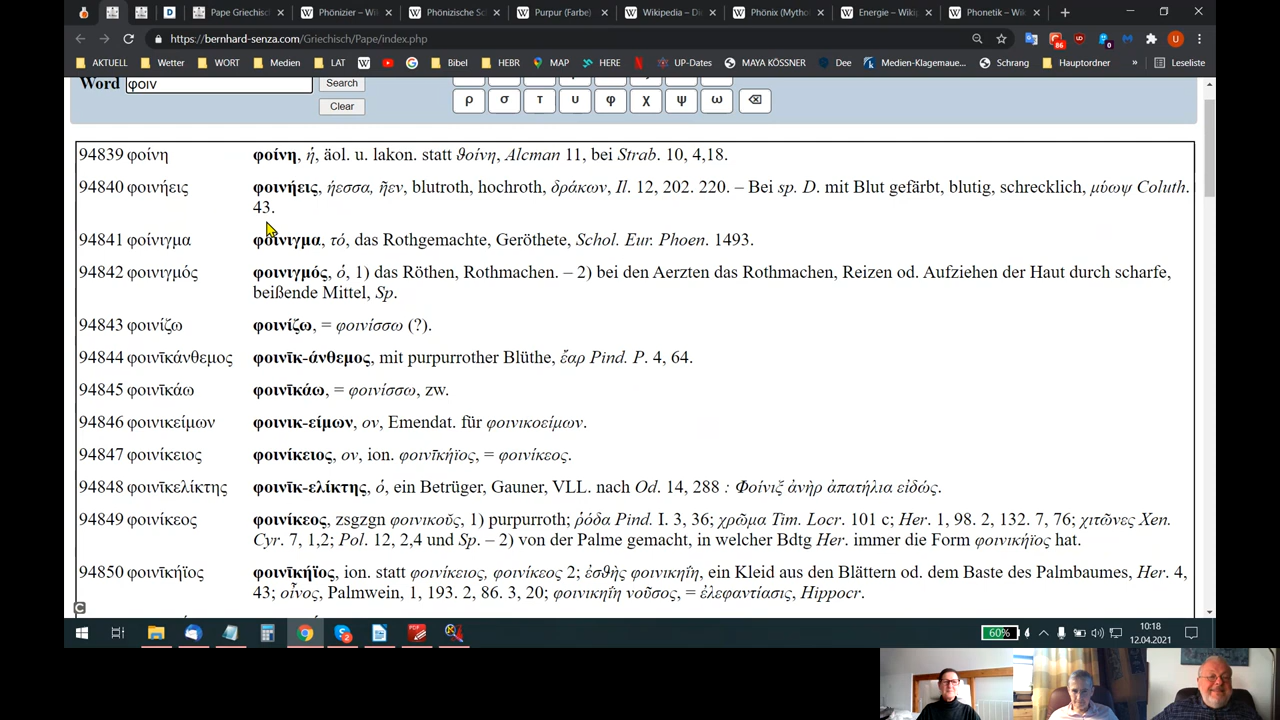 Pape Griechisch
Phönizier – Wi
Phönizische Sc
Purpur (Farbe)
Wikipedia – Di
Phönix (Mytho
Energie – Wiki
Phonetik – Wik
https://bernhard-senza.com/Griechisch/Pape/index.php
AKTUELL Wetter WORT Medien LAT Bibel HEBR MAP HERE UP-Dates MAYA KÖSSNER Dee Medien-Klagemaue... Schrang Hauptordner » Leseliste
Word φοιν Search
Clear
ρ σ τ υ φ χ ψ ω
94839 φοίνη φοίνη, ἡ, äol. u. lakon. statt ϑοίνη, Alcman 11, bei Strab. 10, 4,18.
94840 φοινήεις φοινήεις, ήεσσα, ῆεν, blutroth, hochroth, δράκων, Il. 12, 202. 220. – Bei sp. D. mit Blut gefärbt, blutig, schrecklich, μύωψ Coluth.
43.
94841 φοίνιγμα φοίνιγμα, τό, das Rothgemachte, Geröthete, Schol. Eur. Phoen. 1493.
94842 φοινιγμός φοινιγμός, ὁ, 1) das Röthen, Rothmachen. – 2) bei den Aerzten das Rothmachen, Reizen od. Aufziehen der Haut durch scharfe,
beißende Mittel, Sp.
94843 φοινίζω φοινίζω, = φοινίσσω (?).
94844 φοινῑκάνθεμος φοινῑκ-άνθεμος, mit purpurrother Blüthe, ἔαρ Pind. P. 4, 64.
94845 φοινῑκάω φοινῑκάω, = φοινίσσω, zw.
94846 φοινικείμων φοινικ-είμων, ον, Emendat. für φοινικοείμων.
94847 φοινίκειος φοινίκειος, ον, ion. φοινῑκήϊος, = φοινίκεος.
94848 φοινῑκελίκτης φοινῑκ-ελίκτης, ὁ, ein Betrüger, Gauner, VLL. nach Od. 14, 288 : Φοίνιξ ἀνὴρ ἀπατήλια εἰδώς.
94849 φοινίκεος φοινίκεος, zsgzgn φοινικοῦς, 1) purpurroth; ῥόδα Pind. I. 3, 36; χρῶμα Tim. Locr. 101 c; Her. 1, 98. 2, 132. 7, 76; χιτῶνες Xen.
Cyr. 7, 1,2; Pol. 12, 2,4 und Sp. – 2) von der Palme gemacht, in welcher Bdtg Her. immer die Form φοινικήϊος hat.
94850 φοινῑκήϊος φοινῑκήϊος, ion. statt φοινίκειος, φοινίκεος 2; ἐσϑὴς φοινικηΐη, ein Kleid aus den Blättern od. dem Baste des Palmbaumes, Her. 4,
43; οἶνος, Palmwein, 1, 193. 2, 86. 3, 20; φοινικηΐη νοῦσος, = ἐλεφαντίασις, Hippocr.
60% 10:18
12.04.2021